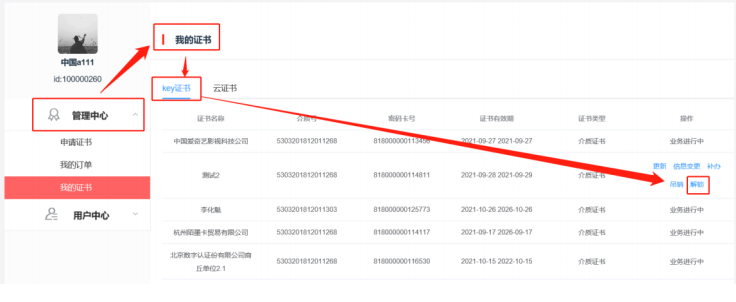 中国a111
id:100000260
管理中心
申请证书
我的订单
我的证书
用户中心
我的证书
key证书 云证书
证书名称 介质号 密码卡号 证书有效期 证书类型 操作
中国爱奇艺影视科技公司 5303201812011268 818000000113456 2021-09-27 2021-09-27 介质证书 业务进行中
测试2 5303201812011268 818000000114811 2021-09-28 2021-09-29 介质证书 更新 信息变更 补办
吊销 解锁
李化魁 5303201812011303 818000000125773 2021-10-26 2026-10-26 介质证书 业务进行中
杭州陌墨卡贸易有限公司 5303201812011268 818000000114117 2021-09-17 2026-09-17 介质证书 业务进行中
北京数字认证份有限公司商
丘单位2.1 5303201812011268 818000000116530 2021-10-15 2022-10-15 介质证书 业务进行中